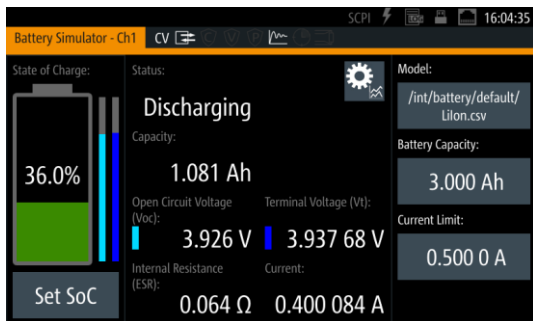 SCPI 16:04:35
Battery Simulator - Ch1 CV
State of Charge:
36.0%
Set SoC
Status:
Discharging
Capacity:
1.081 Ah
Open Circuit Voltage
(Voc):
3.926 V
Terminal Voltage (Vt):
3.937 68 V
Internal Resistance
(ESR):
0.064 Ω
Current:
0.400 084 A
Model:
/int/battery/default/
LiIon.csv
Battery Capacity:
3.000 Ah
Current Limit:
0.500 0 A